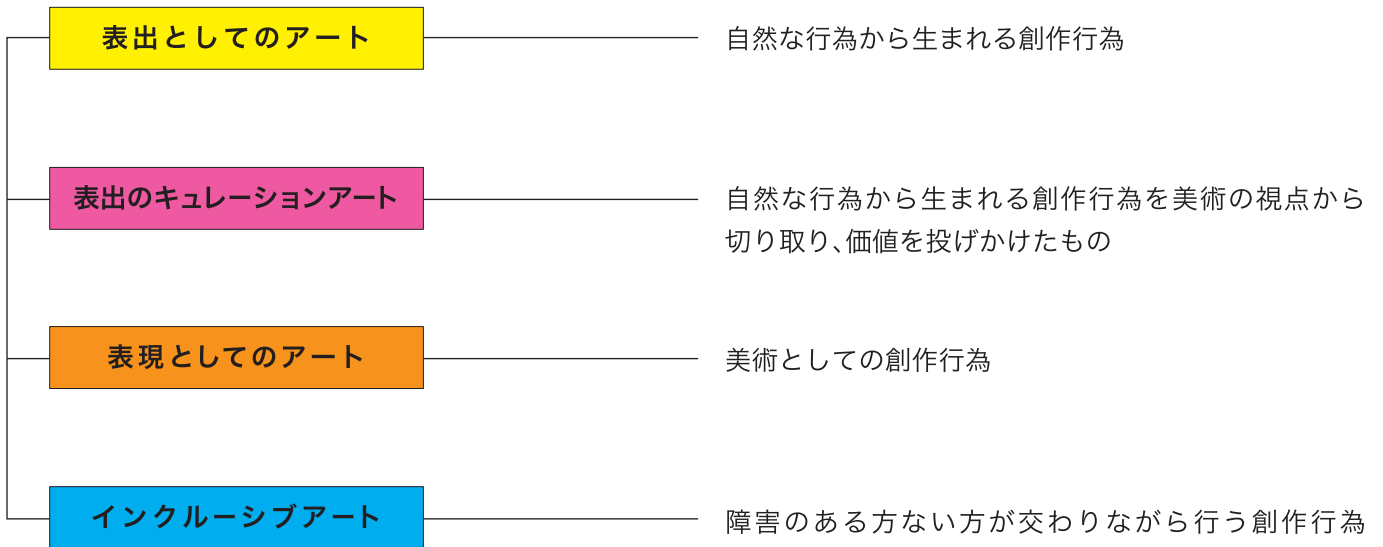 表出としてのアート
自然な行為から生まれる創作行為
表出のキュレーションアート
自然な行為から生まれる創作行為を美術の視点から
切り取り、価値を投げかけたもの
表現としてのアート
美術としての創作行為
インクルーシブアート
障害のある方ない方が交わりながら行う創作行為